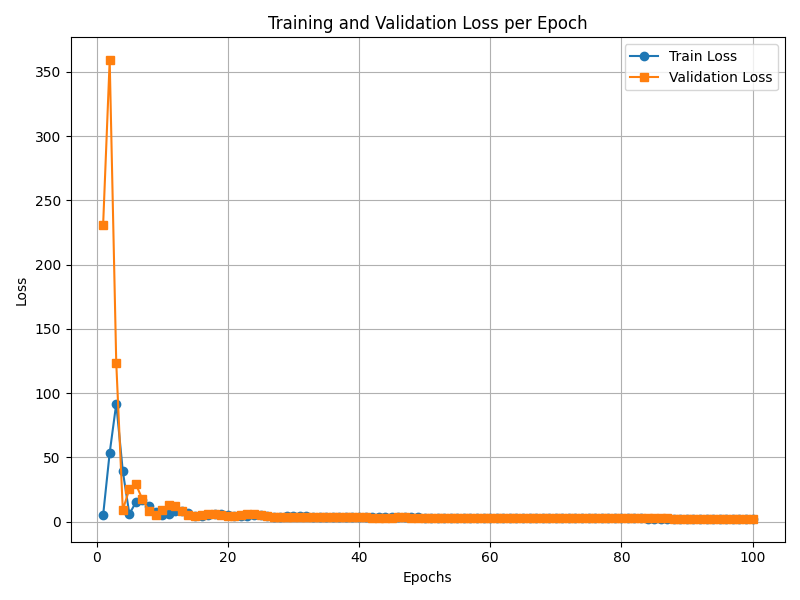 Training and Validation Loss per Epoch
Train Loss
Validation Loss
350
300
250
200
150
100
50
0
Loss
0 20 40 60 80 100
Epochs